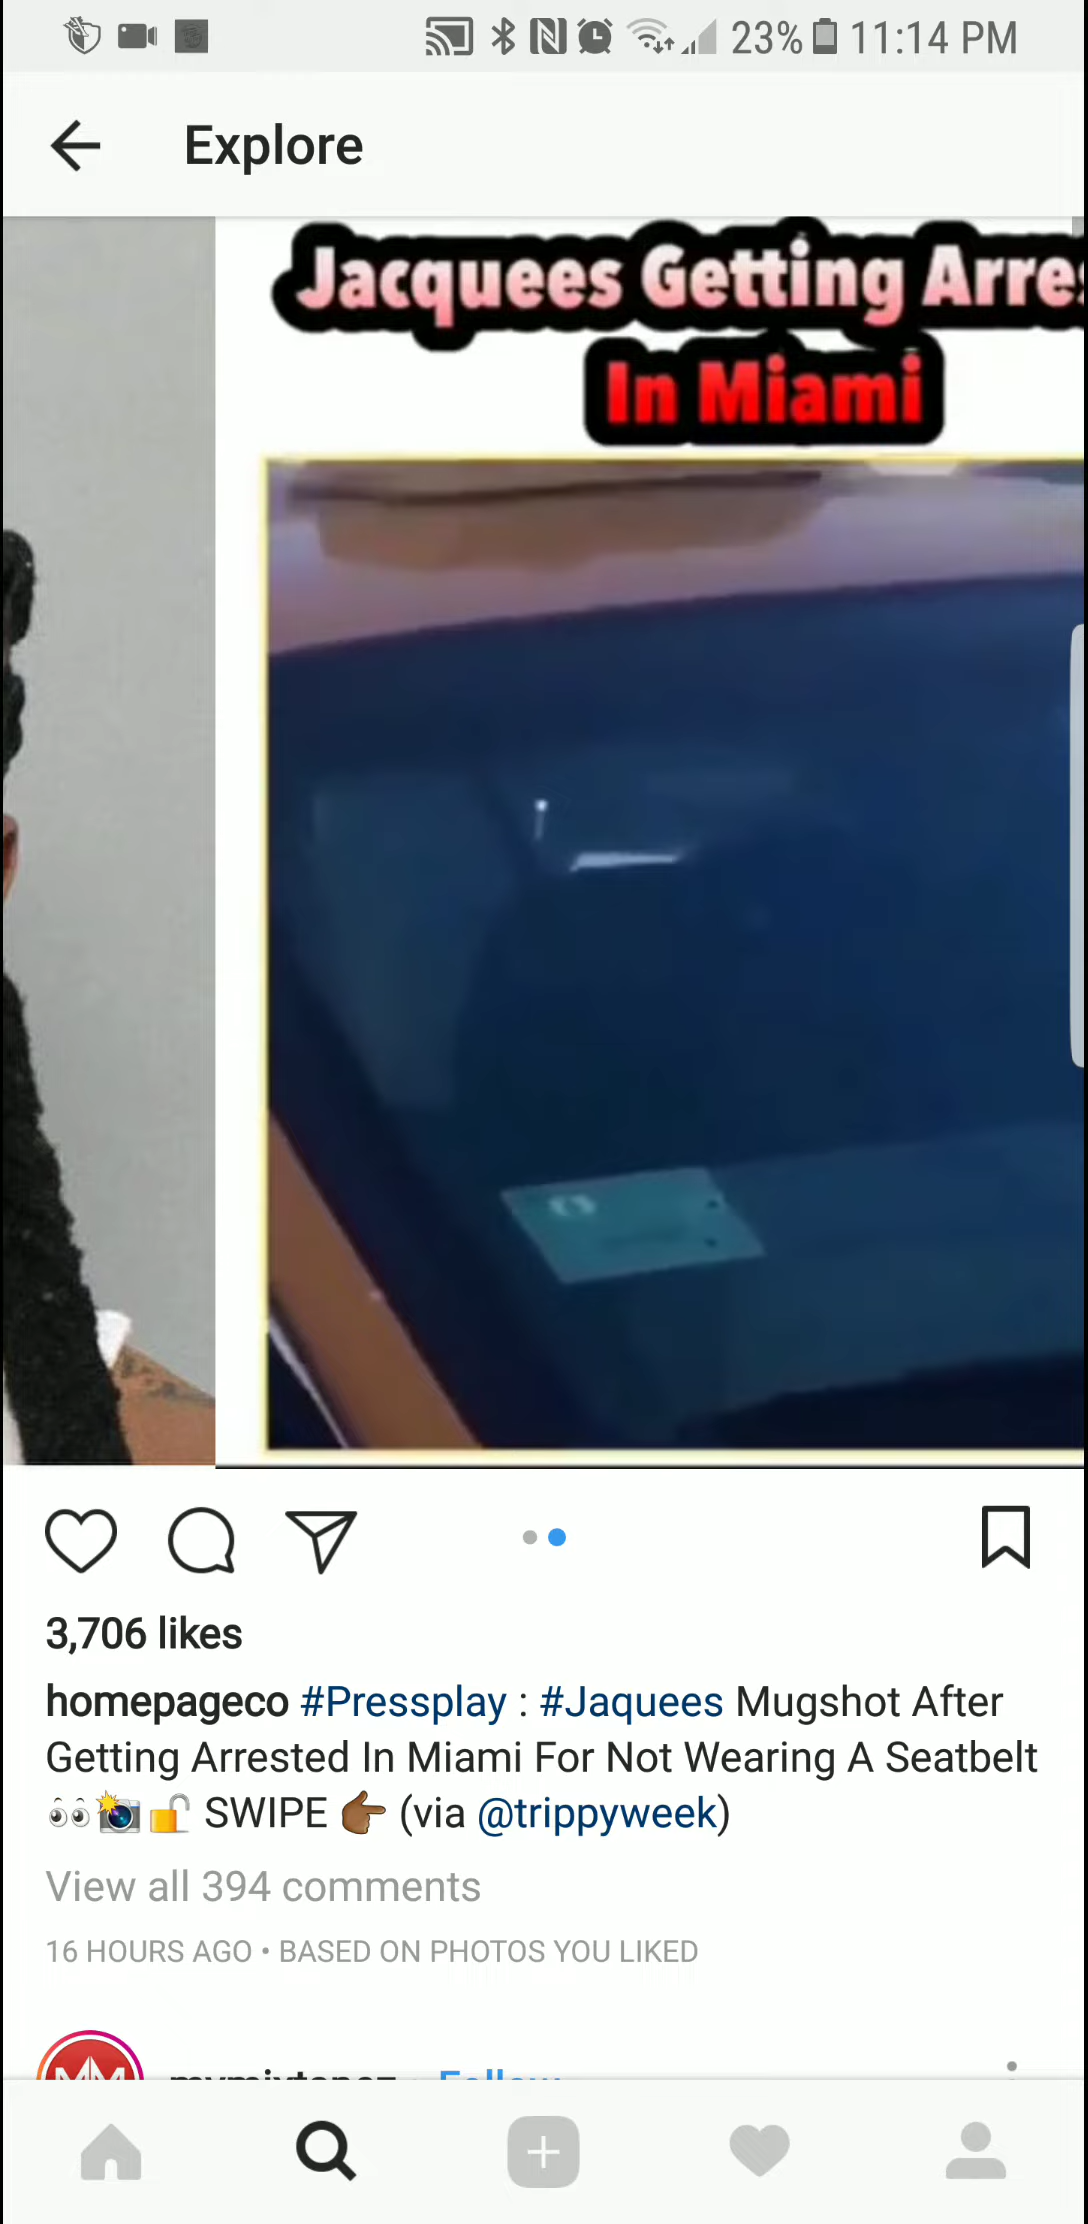 23% 11:14 PM
Explore
Jacquees Getting Arre
In Miami
3,706 likes
homepageco #Pressplay : #Jaquees Mugshot After
Getting Arrested In Miami For Not Wearing A Seatbelt
👀📸🔓 SWIPE 👉🏾 (via @trippyweek)
View all 394 comments
16 HOURS AGO • BASED ON PHOTOS YOU LIKED
mymixtapez • Follow